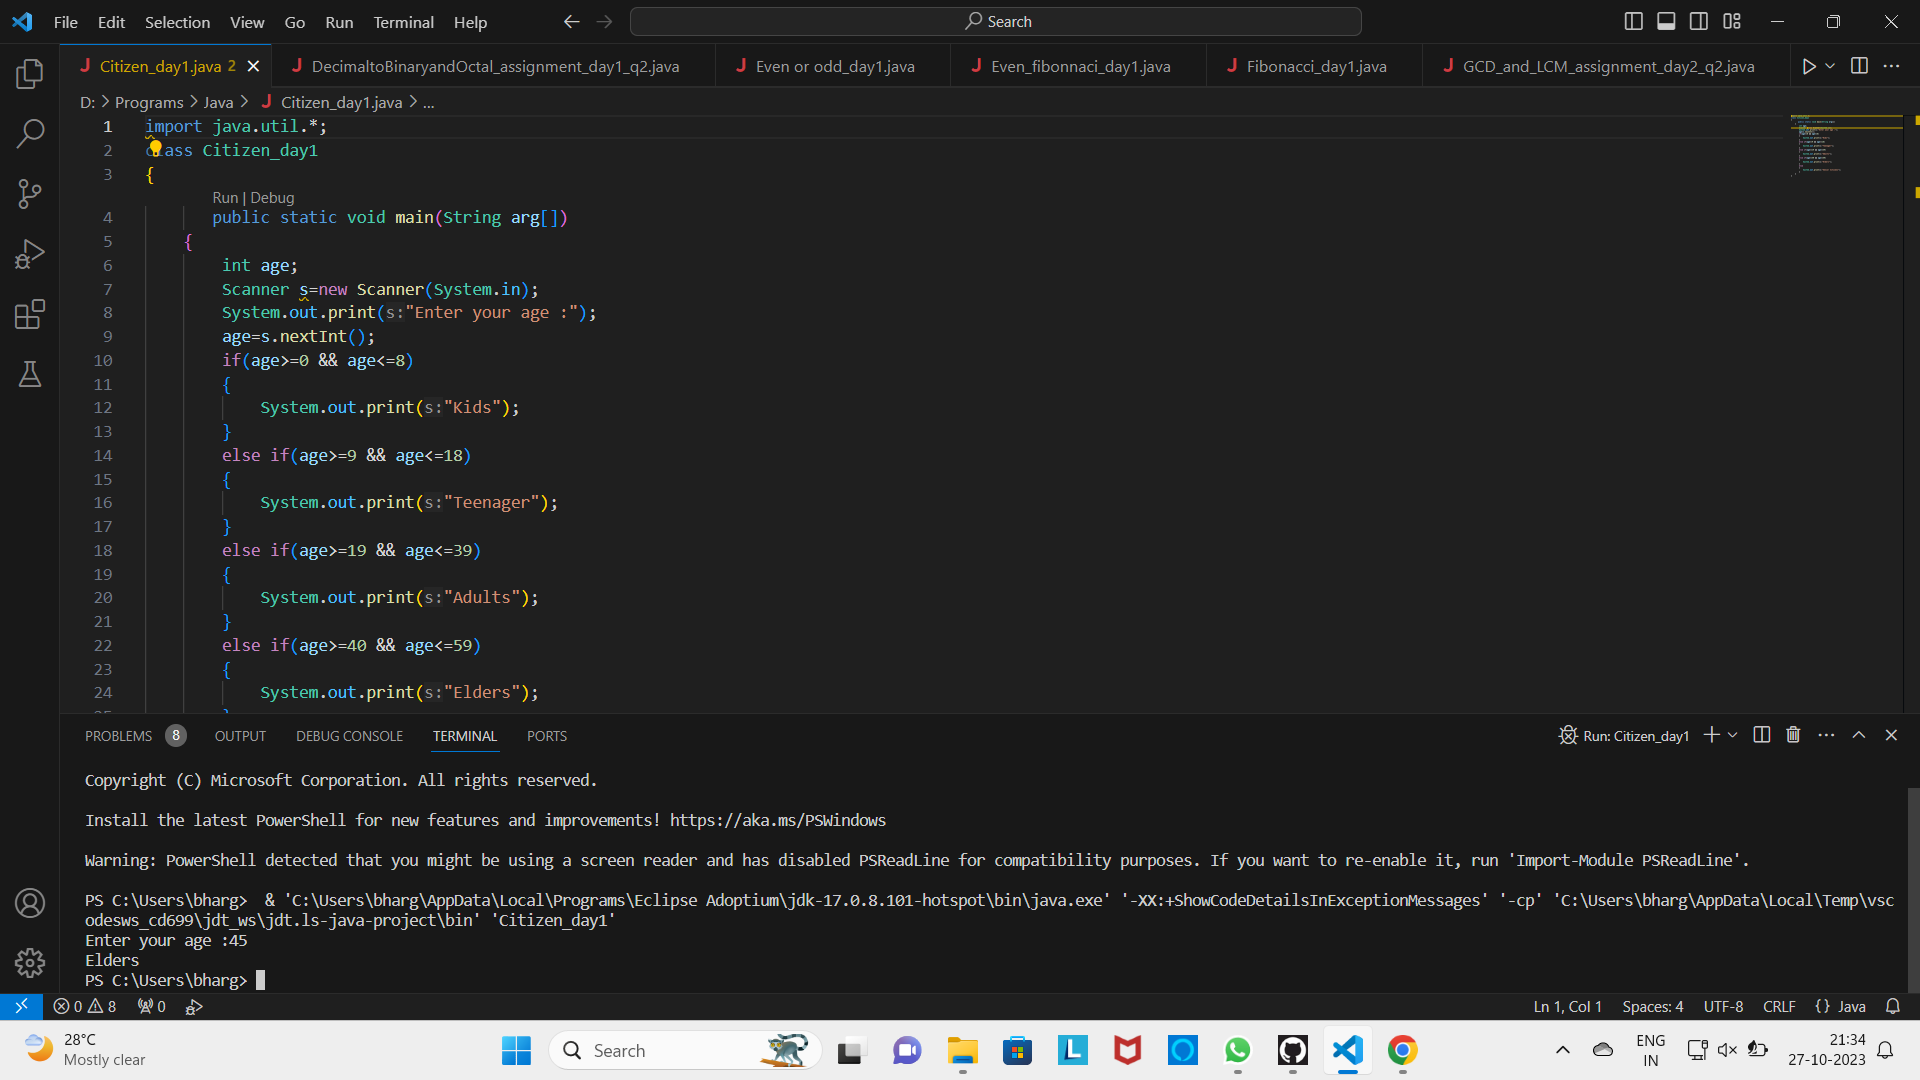 File Edit Selection View Go Run Terminal Help Search
Citizen_day1.java 2 DecimaltoBinaryandOctal_assignment_day1_q2.java Even or odd_day1.java Even_fibonnaci_day1.java Fibonacci_day1.java GCD_and_LCM_assignment_day2_q2.java
D: > Programs > Java > Citizen_day1.java > ...
1 import java.util.*;
2 class Citizen_day1
3 {
Run | Debug
4 public static void main(String arg[])
5 {
6 int age;
7 Scanner s=new Scanner(System.in);
8 System.out.print(s:"Enter your age :");
9 age=s.nextInt();
10 if(age>=0 && age<=8)
11 {
12 System.out.print(s:"Kids");
13 }
14 else if(age>=9 && age<=18)
15 {
16 System.out.print(s:"Teenager");
17 }
18 else if(age>=19 && age<=39)
19 {
20 System.out.print(s:"Adults");
21 }
22 else if(age>=40 && age<=59)
23 {
24 System.out.print(s:"Elders");
PROBLEMS 8 OUTPUT DEBUG CONSOLE TERMINAL PORTS Run: Citizen_day1
Copyright (C) Microsoft Corporation. All rights reserved.
Install the latest PowerShell for new features and improvements! https://aka.ms/PSWindows
Warning: PowerShell detected that you might be using a screen reader and has disabled PSReadLine for compatibility purposes. If you want to re-enable it, run 'Import-Module PSReadLine'.
PS C:\Users\bharg>  & 'C:\Users\bharg\AppData\Local\Programs\Eclipse Adoptium\jdk-17.0.8.101-hotspot\bin\java.exe' '-XX:+ShowCodeDetailsInExceptionMessages' '-cp' 'C:\Users\bharg\AppData\Local\Temp\vsc
odesws_cd699\jdt_ws\jdt.ls-java-project\bin' 'Citizen_day1'
Enter your age :45
Elders
PS C:\Users\bharg>
0 8 0 Ln 1, Col 1 Spaces: 4 UTF-8 CRLF {} Java
28°C
Mostly clear
Search
ENG
IN
21:34
27-10-2023